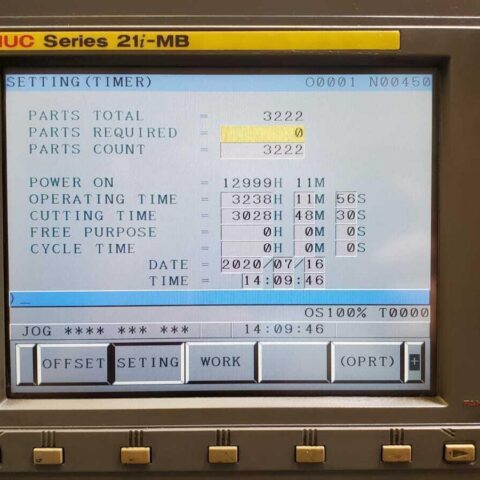 UC Series 21i-MB
SETTING(TIMER) O0001 N00450
PARTS TOTAL = 3222
PARTS REQUIRED = 0
PARTS COUNT = 3222
POWER ON = 12999H 11M
OPERATING TIME = 3238H 11M 56S
CUTTING TIME = 3028H 48M 30S
FREE PURPOSE = 0H 0M 0S
CYCLE TIME = 0H 0M 0S
DATE = 2020/07/16
TIME = 14:09:46
)_
OS100% T0000
JOG **** *** *** 14:09:46
OFFSET SETING WORK (OPRT) +